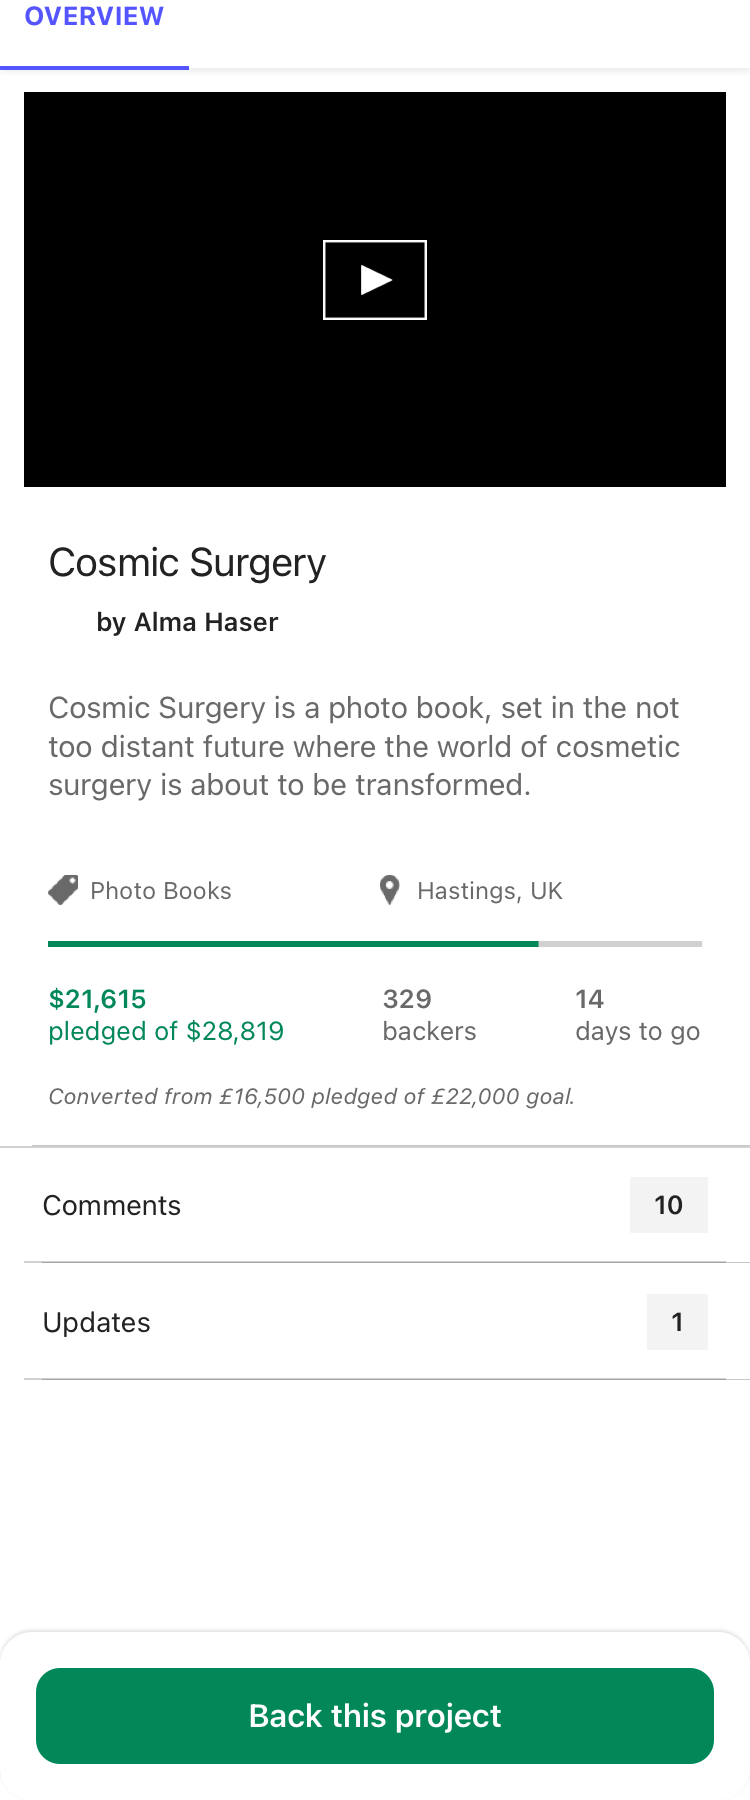 OVERVIEW
Cosmic Surgery
by Alma Haser
Cosmic Surgery is a photo book, set in the not
too distant future where the world of cosmetic
surgery is about to be transformed.
Photo Books
Hastings, UK
$21,615
pledged of $28,819
329
backers
14
days to go
Converted from £16,500 pledged of £22,000 goal.
Comments
10
Updates
1
Back this project